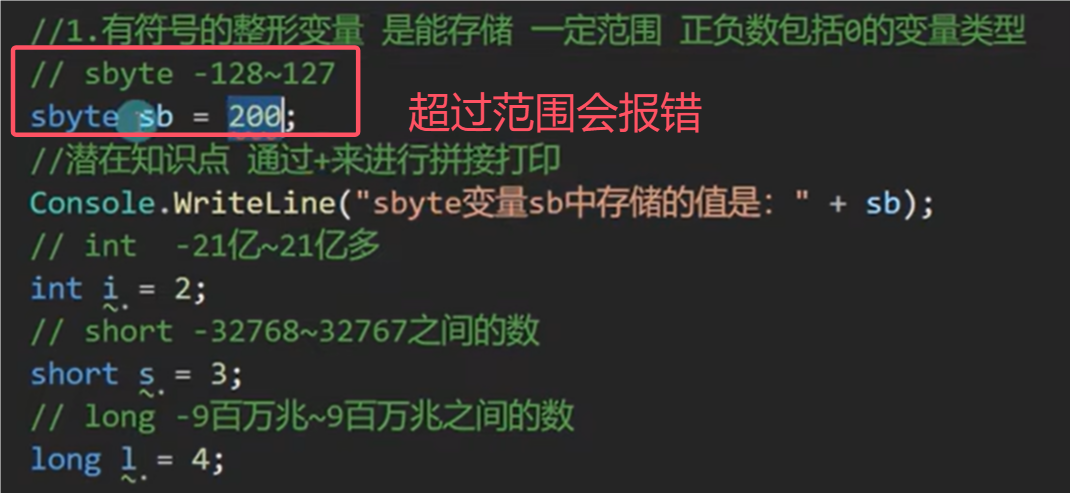 //1.有符号的整形变量 是能存储 一定范围 正负数包括0的变量类型
// sbyte -128~127
sbyte sb = 200;
超过范围会报错
//潜在知识点 通过+来进行拼接打印
Console.WriteLine("sbyte变量sb中存储的值是：" + sb);
// int  -21亿~21亿多
int i = 2;
// short -32768~32767之间的数
short s = 3;
// long -9百万兆~9百万兆之间的数
long l = 4;